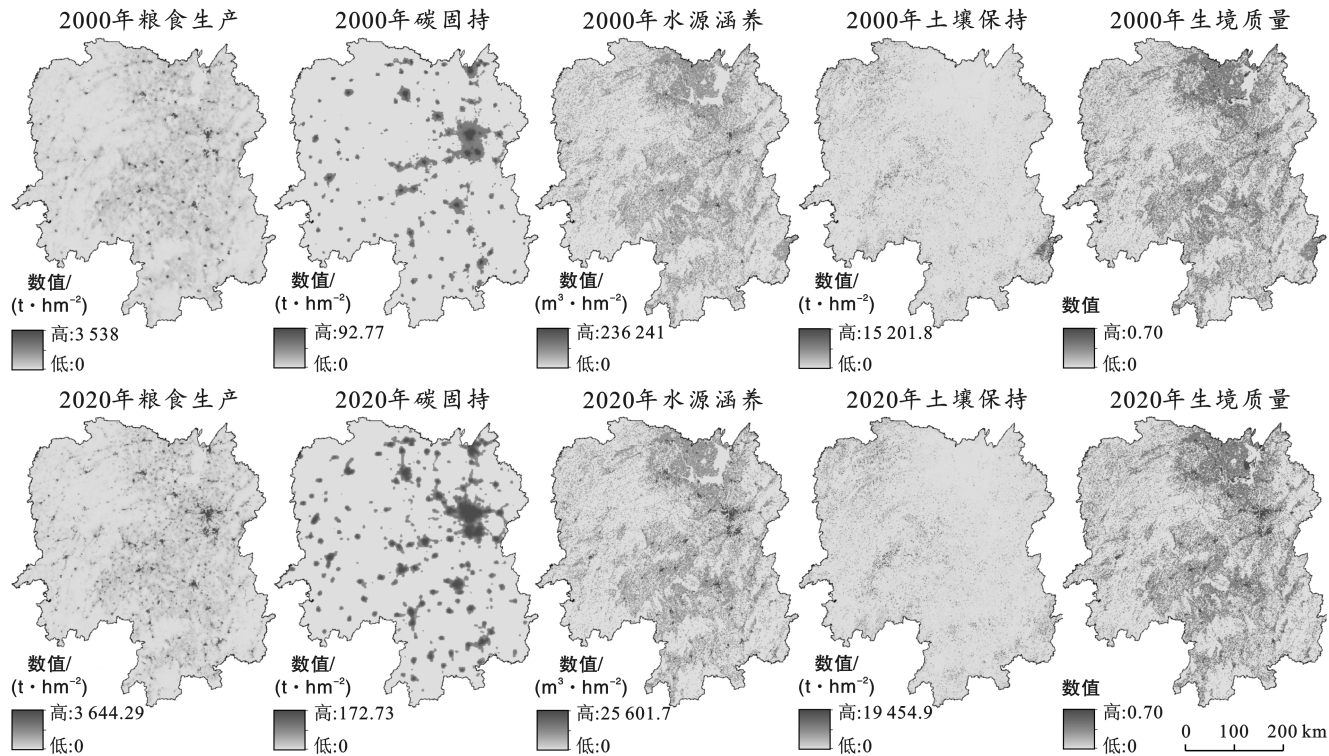 2000年粮食生产
2000年碳固持
2000年水源涵养
2000年土壤保持
2000年生境质量
数值/
(t·hm⁻²)
高:3 538
低:0
数值/
(t·hm⁻²)
高:92.77
低:0
数值/
(m³·hm⁻²)
高:236 241
低:0
数值/
(t·hm⁻²)
高:15 201.8
低:0
数值
高:0.70
低:0
2020年粮食生产
2020年碳固持
2020年水源涵养
2020年土壤保持
2020年生境质量
数值/
(t·hm⁻²)
高:3 644.29
低:0
数值/
(t·hm⁻²)
高:172.73
低:0
数值/
(m³·hm⁻²)
高:25 601.7
低:0
数值/
(t·hm⁻²)
高:19 454.9
低:0
数值
高:0.70
低:0
0 100 200 km